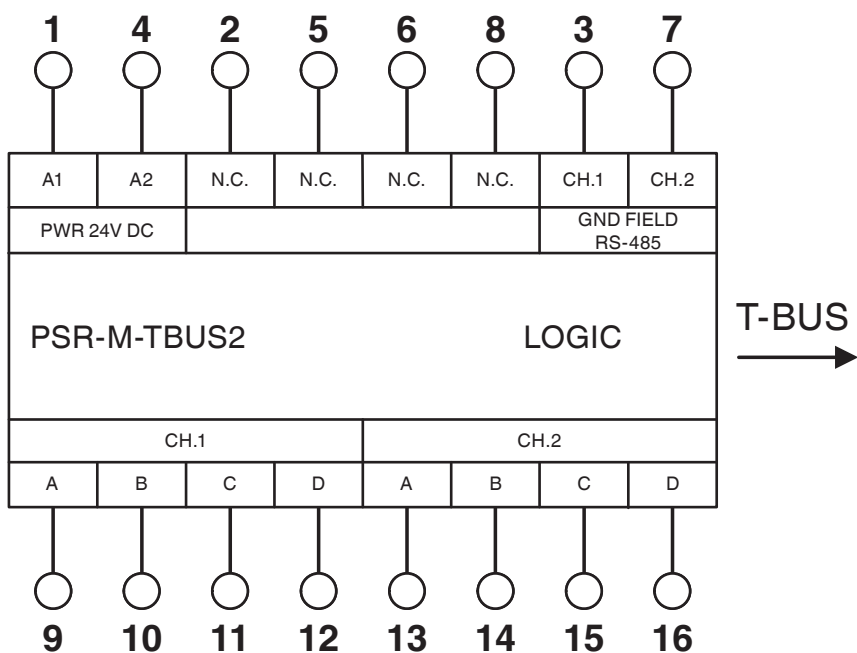 1 4 2 5 6 8 3 7
A1 A2 N.C. N.C. N.C. N.C. CH.1 CH.2
PWR 24V DC GND FIELD
RS-485
PSR-M-TBUS2 LOGIC T-BUS
CH.1 CH.2
A B C D A B C D
9 10 11 12 13 14 15 16